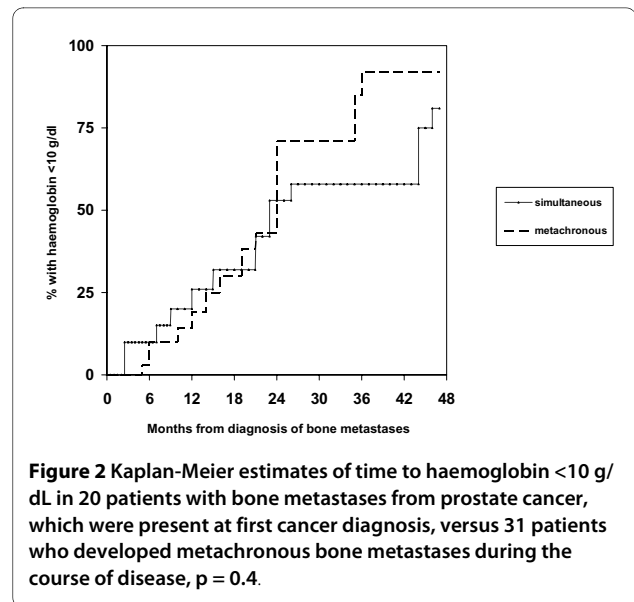 100
75
50
25
0
% with haemoglobin <10 g/dl
0 6 12 18 24 30 36 42 48
Months from diagnosis of bone metastases
simultaneous
metachronous
Figure 2 Kaplan-Meier estimates of time to haemoglobin <10 g/
dL in 20 patients with bone metastases from prostate cancer,
which were present at first cancer diagnosis, versus 31 patients
who developed metachronous bone metastases during the
course of disease, p = 0.4.